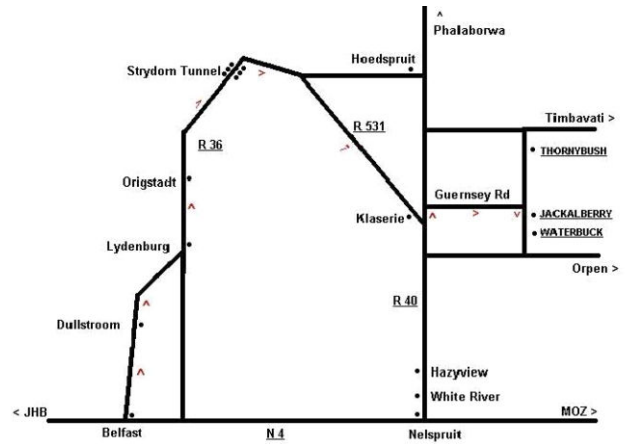 Phalaborwa
Hoedspruit
Strydom Tunnel
Timbavati >
R 531
R 36
THORNYBUSH
Origstadt
Guernsey Rd
Klaserie
JACKALBERRY
WATERBUCK
Lydenburg
Orpen >
R 40
Dullstroom
Hazyview
White River
< JHB
MOZ >
Belfast
N 4
Nelspruit